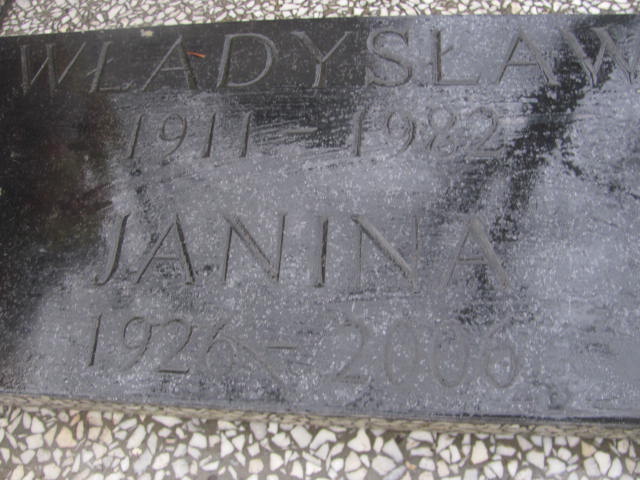 WŁADYSŁAW
1911 - 1982
JANINA
1926 - 2006